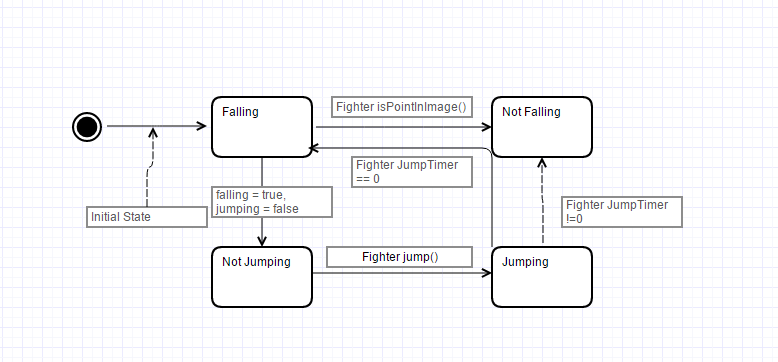 Falling
Fighter isPointInImage()
Not Falling
Fighter JumpTimer
== 0
falling = true,
jumping = false
Initial State
Fighter JumpTimer
!=0
Not Jumping
Fighter jump()
Jumping